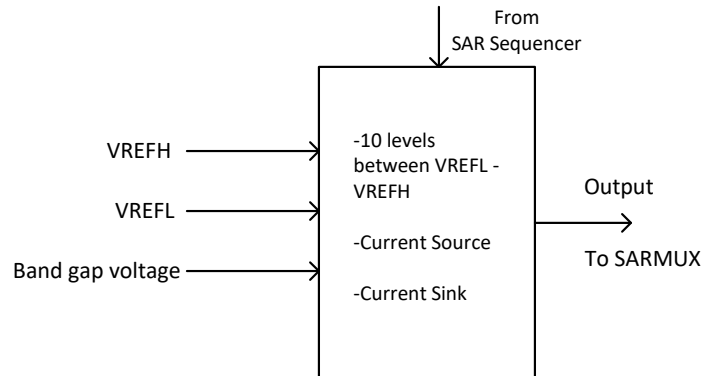 From
SAR Sequencer
VREFH
VREFL
Band gap voltage
-10 levels
between VREFL -
VREFH
-Current Source
-Current Sink
Output
To SARMUX